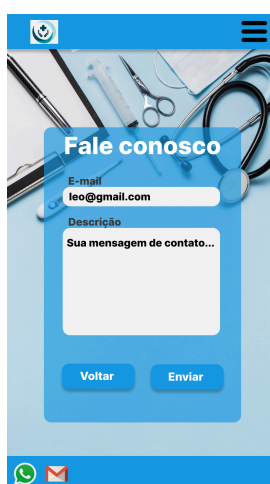 Fale conosco
E-mail
leo@gmail.com
Descrição
Sua mensagem de contato...
Voltar
Enviar